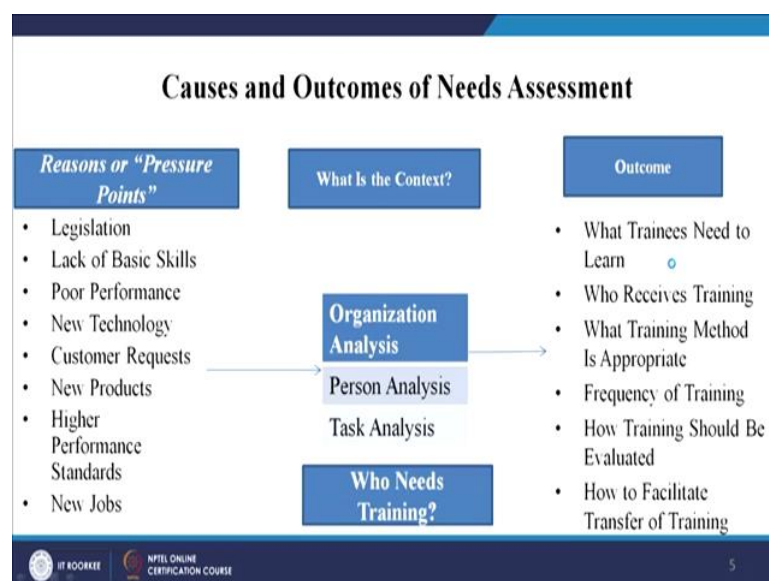 Causes and Outcomes of Needs Assessment
Reasons or "Pressure
Points"
• Legislation
• Lack of Basic Skills
• Poor Performance
• New Technology
• Customer Requests
• New Products
• Higher
Performance
Standards
• New Jobs
What Is the Context?
Organization
Analysis
Person Analysis
Task Analysis
Who Needs
Training?
Outcome
• What Trainees Need to
Learn
• Who Receives Training
• What Training Method
Is Appropriate
• Frequency of Training
• How Training Should Be
Evaluated
• How to Facilitate
Transfer of Training
IIT ROORKEE
NPTEL ONLINE
CERTIFICATION COURSE
5